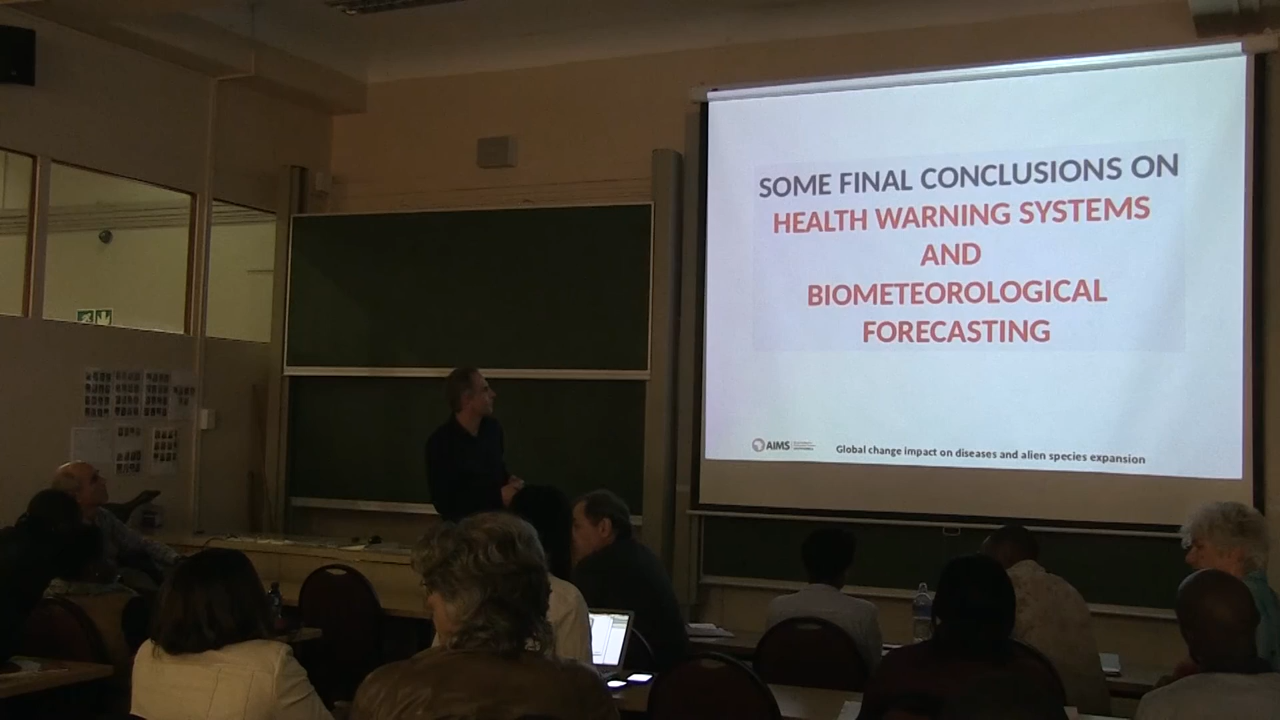 SOME FINAL CONCLUSIONS ON
HEALTH WARNING SYSTEMS
AND
BIOMETEOROLOGICAL
FORECASTING
AIMS
Global change impact on diseases and alien species expansion